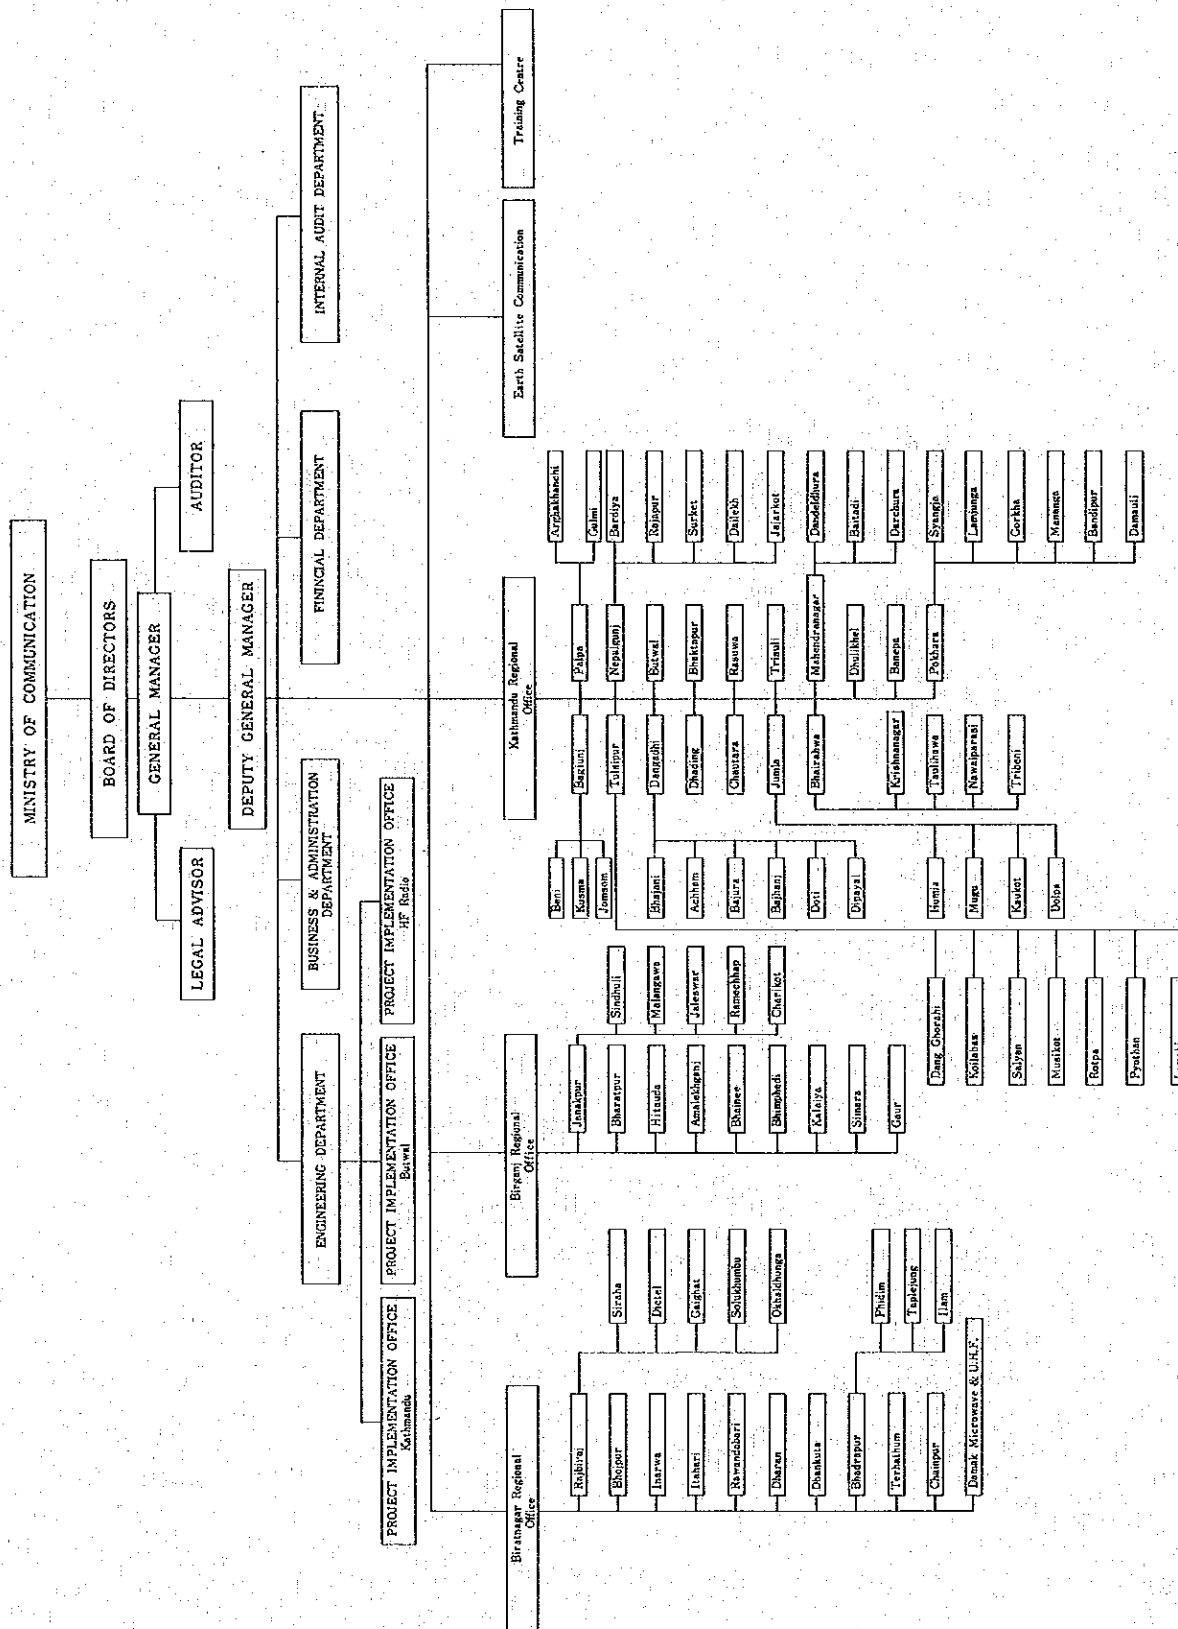 MINISTRY OF COMMUNICATION
BOARD OF DIRECTORS
GENERAL MANAGER
LEGAL ADVISOR
AUDITOR
DEPUTY GENERAL MANAGER
ENGINEERING DEPARTMENT
BUSINESS & ADMINISTRATION
DEPARTMENT
FININCIAL DEPARTMENT
INTERNAL AUDIT DEPARTMENT
PROJECT IMPLEMENTATION OFFICE
Kathmandu
PROJECT IMPLEMENTATION OFFICE
Butwal
PROJECT IMPLEMENTATION OFFICE
HF Radio
Biratnagar Regional
Office
Birganj Regional
Office
Kathmandu Regional
Office
Earth Satellite Communication
Training Centre
Rajbiraj
Bhojpur
Inarwa
Itahari
Rawandabari
Dharan
Dhankuta
Bhadrapur
Terhathum
Chainpur
Damak Microwave & U.H.F.
Siraha
Dictel
Gaighat
Solukhumbu
Okhaldhunga
Phidim
Taplejung
Ilam
Janakpur
Bharatpur
Hitauda
Amalekhganj
Bhainee
Bhimphedi
Kalaiya
Simara
Gaur
Sindhuli
Malangawa
Jaleswar
Ramechhap
Charikot
Dang Ghorahi
Koilabas
Salyan
Musikot
Rolpa
Pyuthan
Beni
Kusma
Jomsom
Bhajani
Achham
Bajura
Bajhanj
Doti
Dipayal
Humla
Mugu
Kaukot
Dolpa
Baglunj
Tulsipur
Dangadhi
Dhading
Chautara
Jumla
Bhairahwa
Krishnanagar
Taulihawa
Nawalparasi
Tribeni
Palpa
Nepalgunj
Butwal
Bhaktapur
Rasuwa
Trisuli
Mahendranagar
Dhulikhel
Banepa
Pokhara
Arghakhanchi
Gulmi
Bardiya
Rajapur
Surket
Dailekh
Jajarkot
Dandeldhura
Baitadi
Darchura
Syangja
Lamjunga
Gorkha
Mananga
Bandipur
Damauli